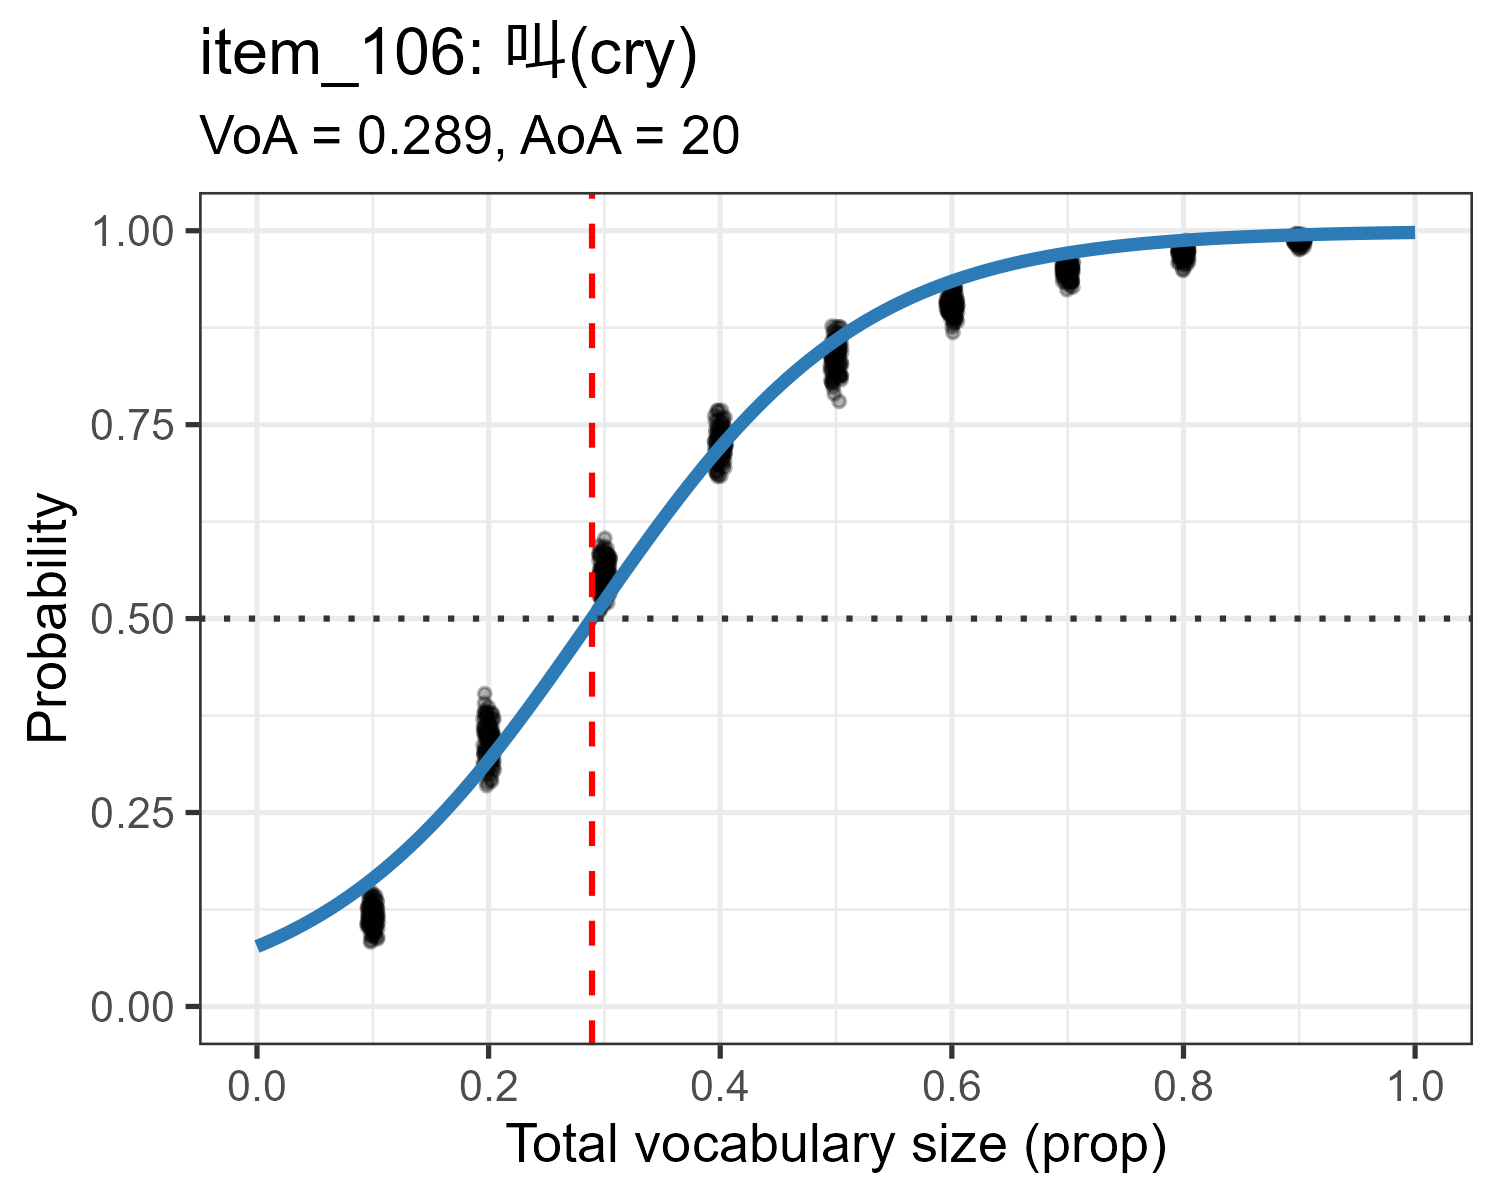 item_106: 叫(cry)
VoA = 0.289, AoA = 20
1.00
0.75
0.50
0.25
0.00
Probability
0.0 0.2 0.4 0.6 0.8 1.0
Total vocabulary size (prop)